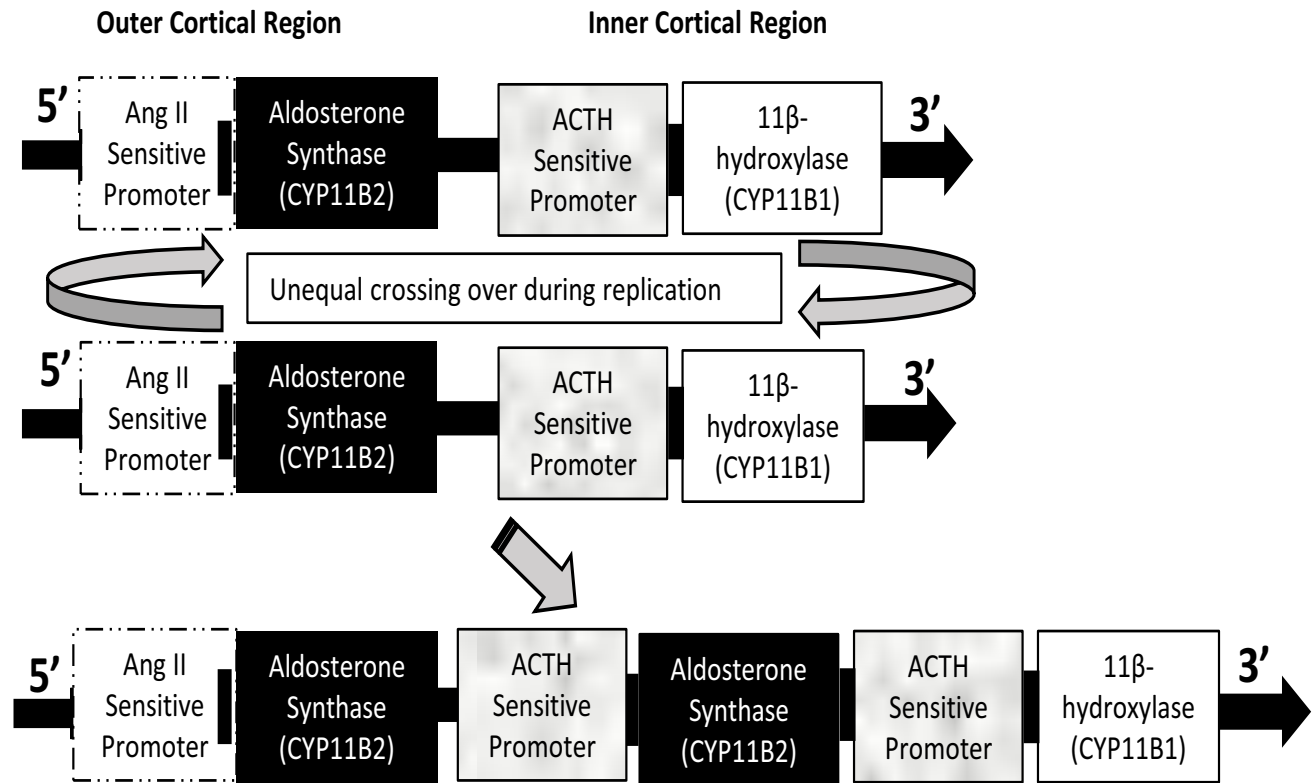 Outer Cortical Region
Inner Cortical Region
5’
Ang II
Sensitive
Promoter
Aldosterone
Synthase
(CYP11B2)
ACTH
Sensitive
Promoter
11β-
hydroxylase
(CYP11B1)
3’
Unequal crossing over during replication
5’
Ang II
Sensitive
Promoter
Aldosterone
Synthase
(CYP11B2)
ACTH
Sensitive
Promoter
11β-
hydroxylase
(CYP11B1)
3’
5’
Ang II
Sensitive
Promoter
Aldosterone
Synthase
(CYP11B2)
ACTH
Sensitive
Promoter
Aldosterone
Synthase
(CYP11B2)
ACTH
Sensitive
Promoter
11β-
hydroxylase
(CYP11B1)
3’